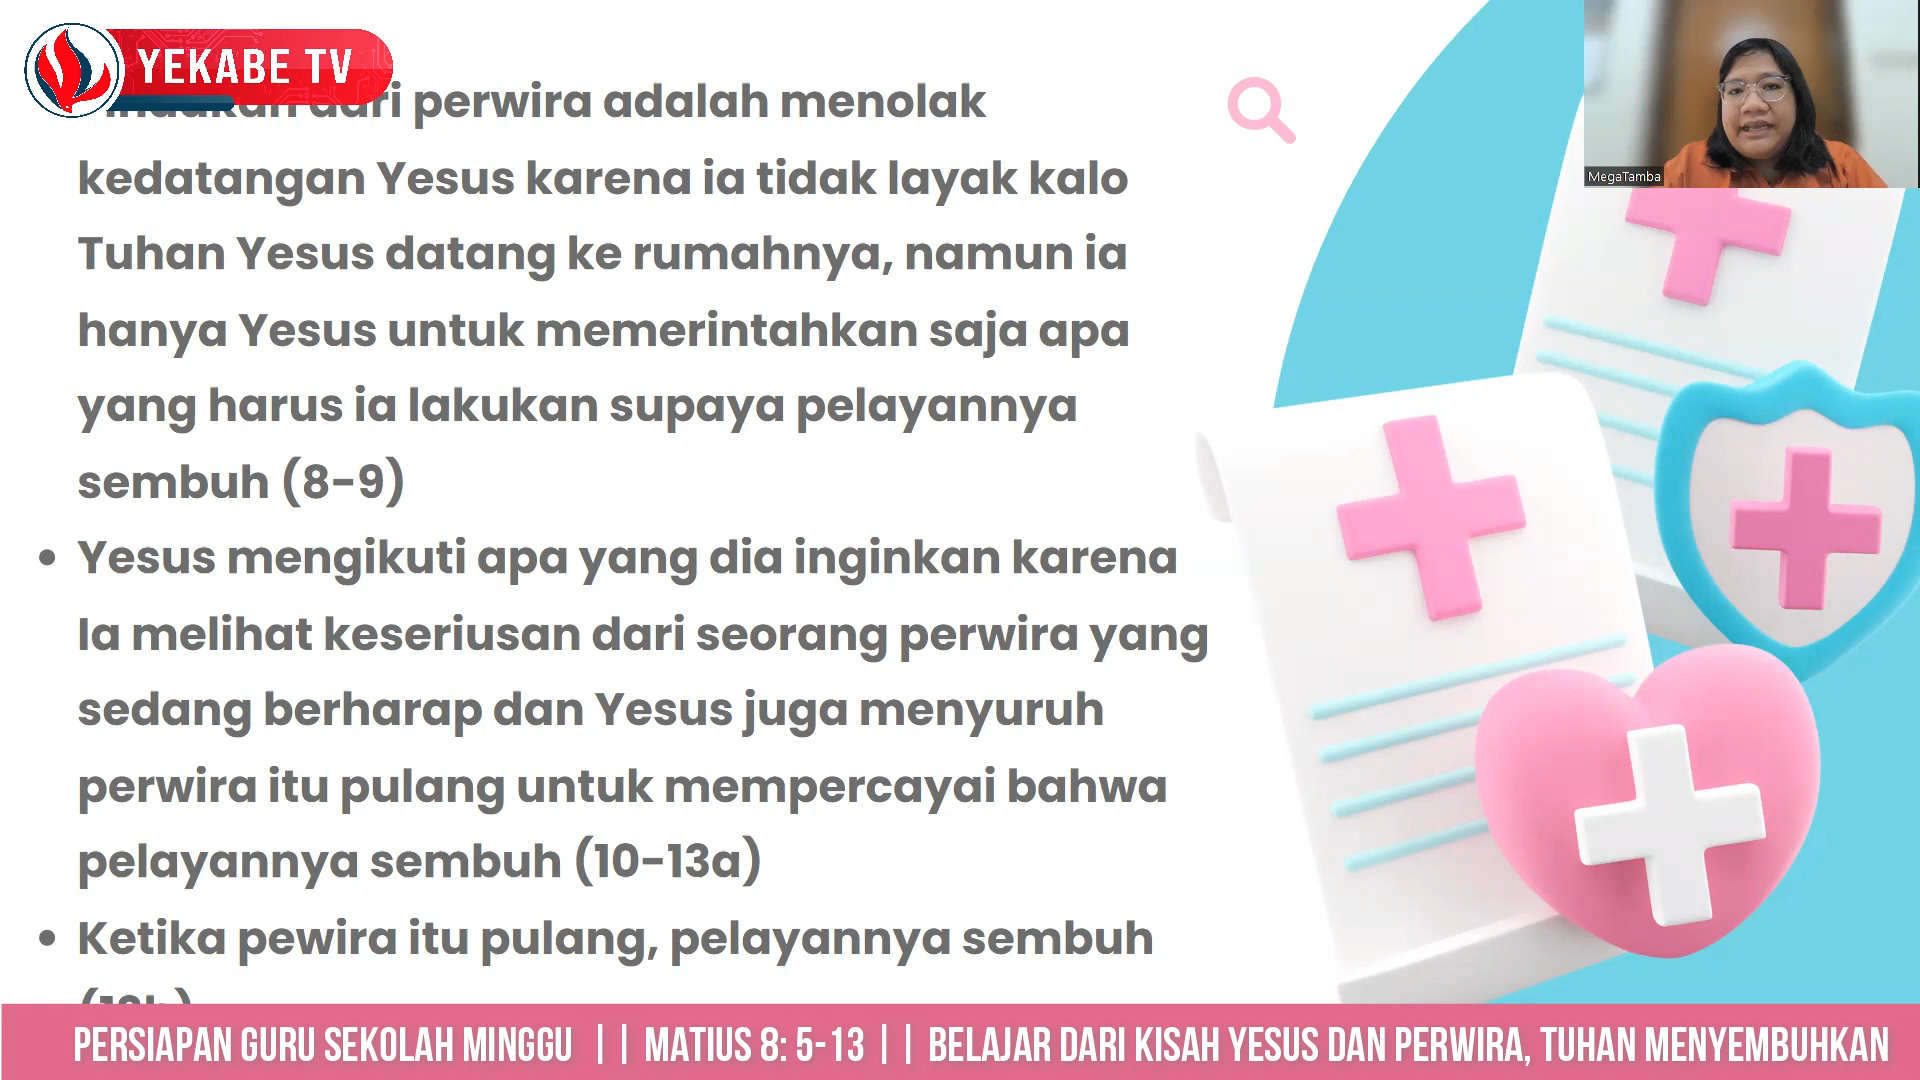 YEKABE TV
perwira adalah menolak
kedatangan Yesus karena ia tidak layak kalo
Tuhan Yesus datang ke rumahnya, namun ia
hanya Yesus untuk memerintahkan saja apa
yang harus ia lakukan supaya pelayannya
sembuh (8-9)
• Yesus mengikuti apa yang dia inginkan karena
Ia melihat keseriusan dari seorang perwira yang
sedang berharap dan Yesus juga menyuruh
perwira itu pulang untuk mempercayai bahwa
pelayannya sembuh (10-13a)
• Ketika pewira itu pulang, pelayannya sembuh
MegaTamba
PERSIAPAN GURU SEKOLAH MINGGU || MATIUS 8: 5-13 || BELAJAR DARI KISAH YESUS DAN PERWIRA, TUHAN MENYEMBUHKAN